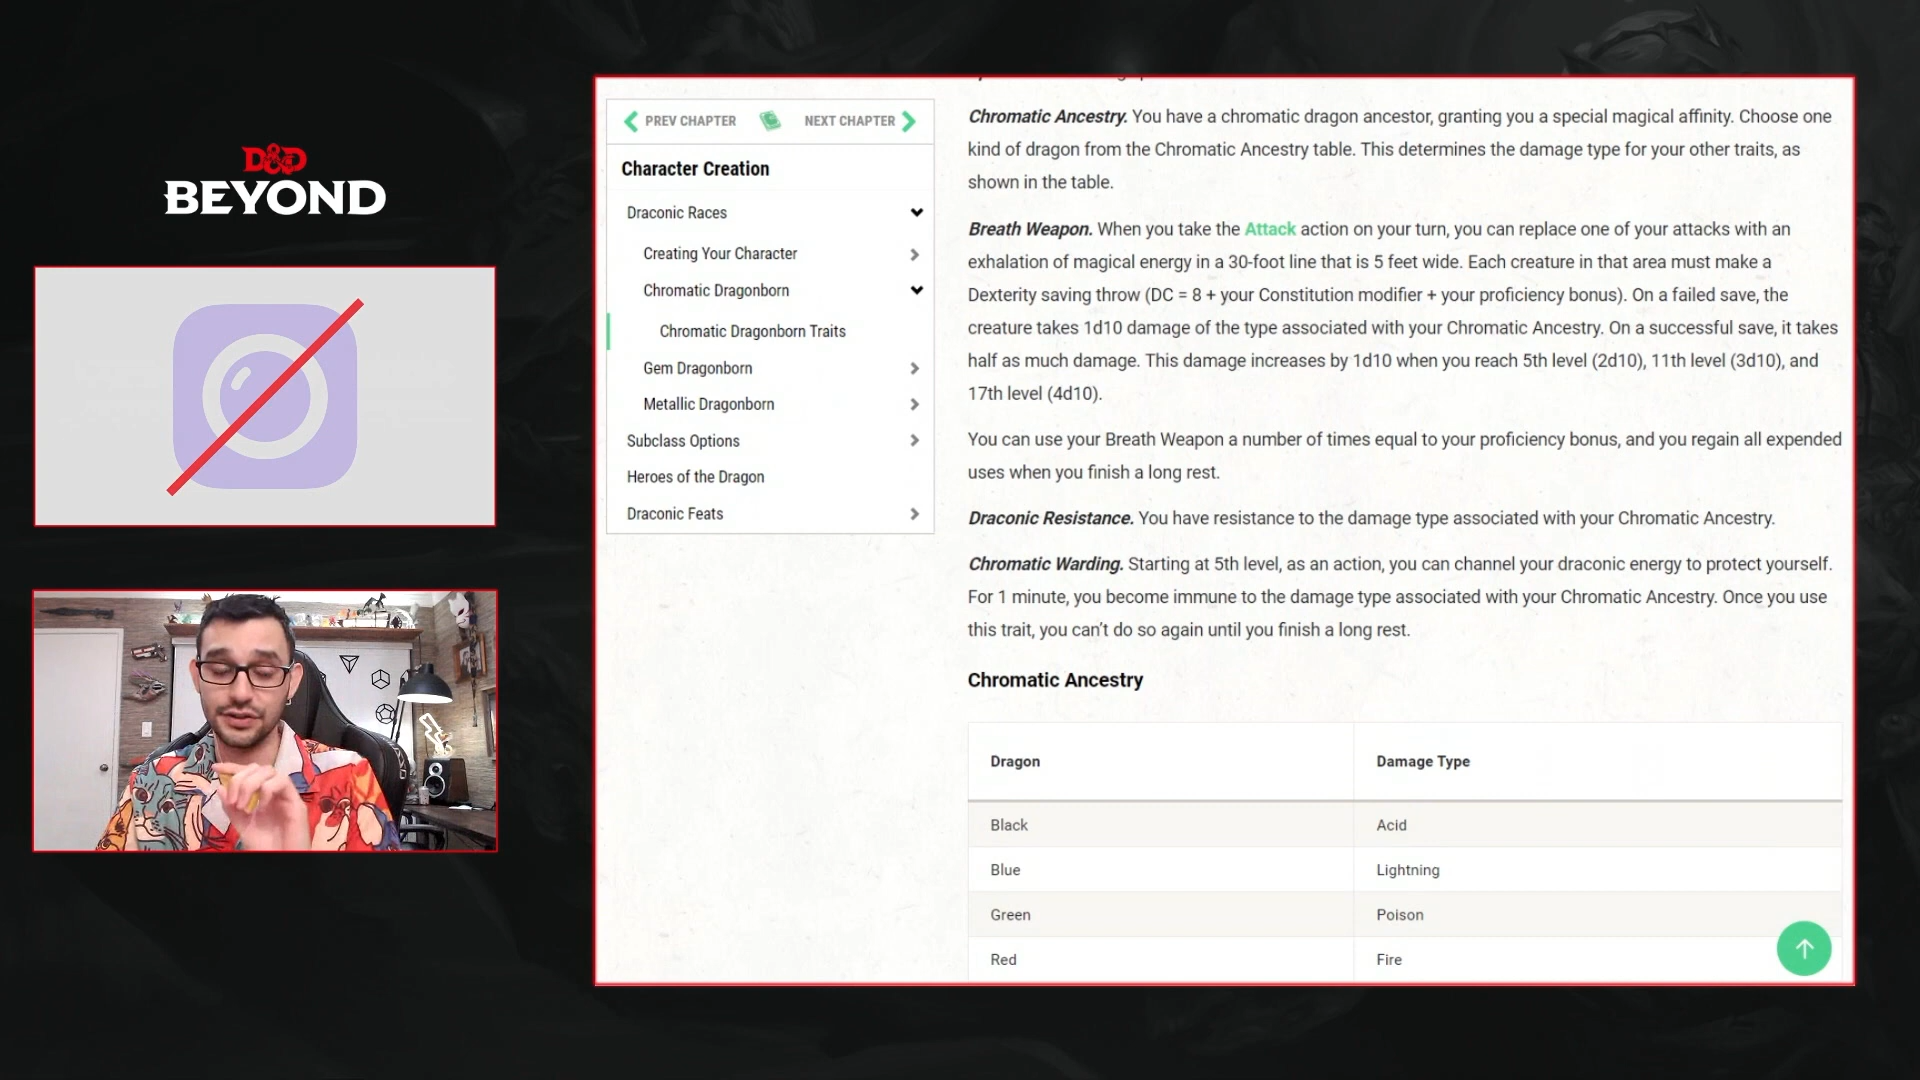 D&D
BEYOND
PREV CHAPTER
NEXT CHAPTER
Character Creation
Draconic Races
Creating Your Character
Chromatic Dragonborn
Chromatic Dragonborn Traits
Gem Dragonborn
Metallic Dragonborn
Subclass Options
Heroes of the Dragon
Draconic Feats
Chromatic Ancestry. You have a chromatic dragon ancestor, granting you a special magical affinity. Choose one
kind of dragon from the Chromatic Ancestry table. This determines the damage type for your other traits, as
shown in the table.
Breath Weapon. When you take the Attack action on your turn, you can replace one of your attacks with an
exhalation of magical energy in a 30-foot line that is 5 feet wide. Each creature in that area must make a
Dexterity saving throw (DC = 8 + your Constitution modifier + your proficiency bonus). On a failed save, the
creature takes 1d10 damage of the type associated with your Chromatic Ancestry. On a successful save, it takes
half as much damage. This damage increases by 1d10 when you reach 5th level (2d10), 11th level (3d10), and
17th level (4d10).
You can use your Breath Weapon a number of times equal to your proficiency bonus, and you regain all expended
uses when you finish a long rest.
Draconic Resistance. You have resistance to the damage type associated with your Chromatic Ancestry.
Chromatic Warding. Starting at 5th level, as an action, you can channel your draconic energy to protect yourself.
For 1 minute, you become immune to the damage type associated with your Chromatic Ancestry. Once you use
this trait, you can't do so again until you finish a long rest.
Chromatic Ancestry
Dragon Damage Type
Black Acid
Blue Lightning
Green Poison
Red Fire